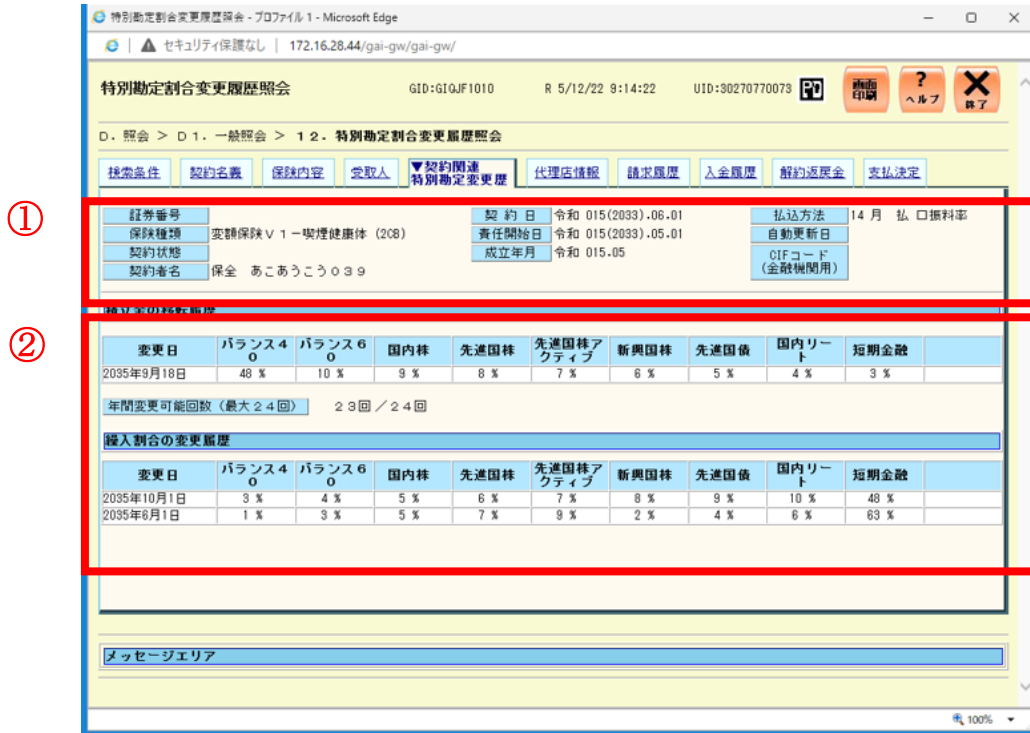 特別勘定割合変更履歴照会 - プロファイル 1 - Microsoft Edge
セキュリティ保護なし | 172.16.28.44/gai-gw/gai-gw/
特別勘定割合変更履歴照会 GID:GIQJF1010 R 5/12/22 9:14:22 UID:30270770073 画面印刷 ? ヘルプ 終了
D. 照会 > D1. 一般照会 > 12. 特別勘定割合変更履歴照会
検索条件 契約名義 保険内容 受取人 ▼契約関連 特別勘定変更歴 代理店情報 請求履歴 入金履歴 解約返戻金 支払決定
①
証券番号 契約日 令和 015(2033).06.01 払込方法 14 月 払 口振料率
保険種類 変額保険V1-喫煙健康体 (2C8) 責任開始日 令和 015(2033).05.01 自動更新日
契約状態 成立年月 令和 015.05 CIFコード
契約者名 保全 あこあうこう039 (金融機関用)
積立金の移転履歴
②
変更日 バランス40 バランス60 国内株 先進国株 先進国株アクティブ 新興国株 先進国債 国内リート 短期金融
2035年9月18日 48 % 10 % 9 % 8 % 7 % 6 % 5 % 4 % 3 %
年間変更可能回数(最大24回) 23回/24回
繰入割合の変更履歴
変更日 バランス40 バランス60 国内株 先進国株 先進国株アクティブ 新興国株 先進国債 国内リート 短期金融
2035年10月1日 3 % 4 % 5 % 6 % 7 % 8 % 9 % 10 % 48 %
2035年6月1日 1 % 3 % 5 % 7 % 9 % 2 % 4 % 6 % 63 %
メッセージエリア
100%